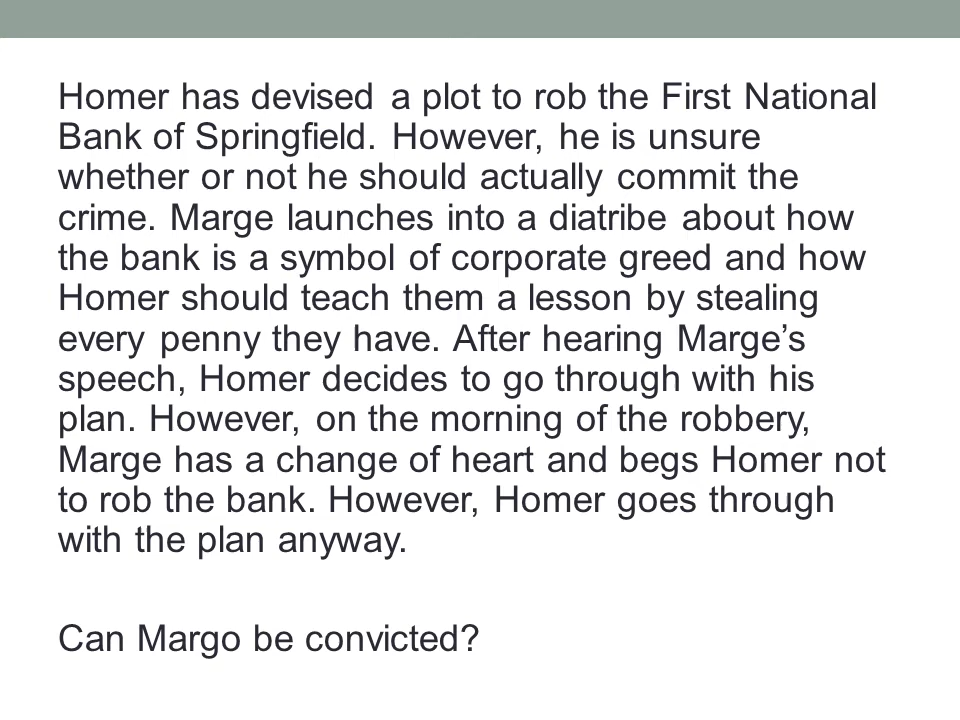 Homer has devised a plot to rob the First National
Bank of Springfield. However, he is unsure
whether or not he should actually commit the
crime. Marge launches into a diatribe about how
the bank is a symbol of corporate greed and how
Homer should teach them a lesson by stealing
every penny they have. After hearing Marge’s
speech, Homer decides to go through with his
plan. However, on the morning of the robbery,
Marge has a change of heart and begs Homer not
to rob the bank. However, Homer goes through
with the plan anyway.
Can Margo be convicted?